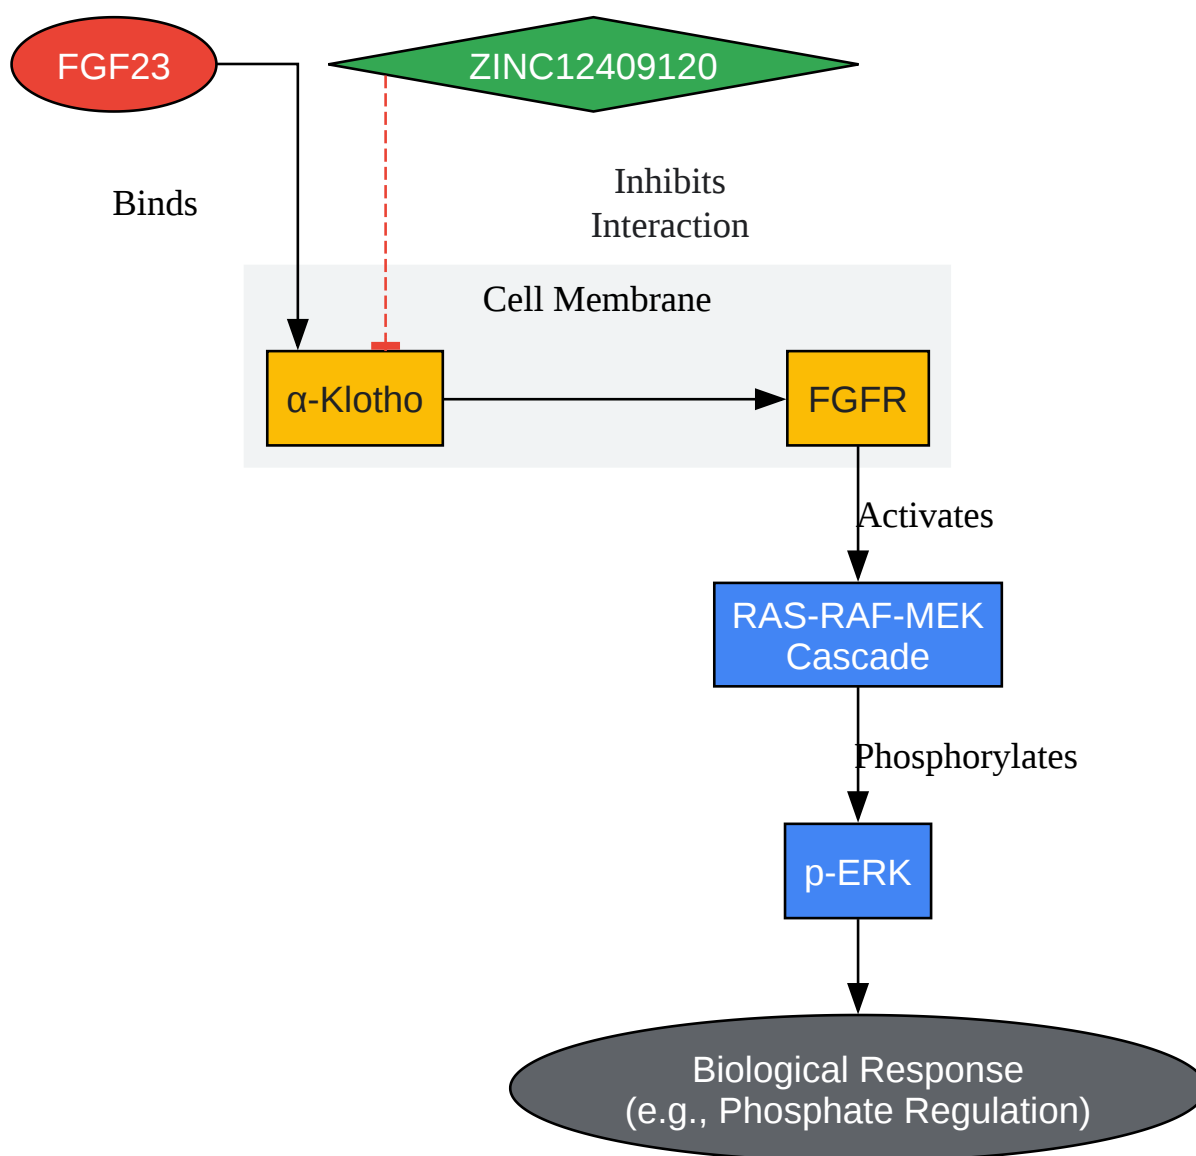 FGF23
ZINC12409120
Binds
Inhibits
Interaction
Cell Membrane
α-Klotho
FGFR
Activates
RAS-RAF-MEK
Cascade
Phosphorylates
p-ERK
Biological Response
(e.g., Phosphate Regulation)